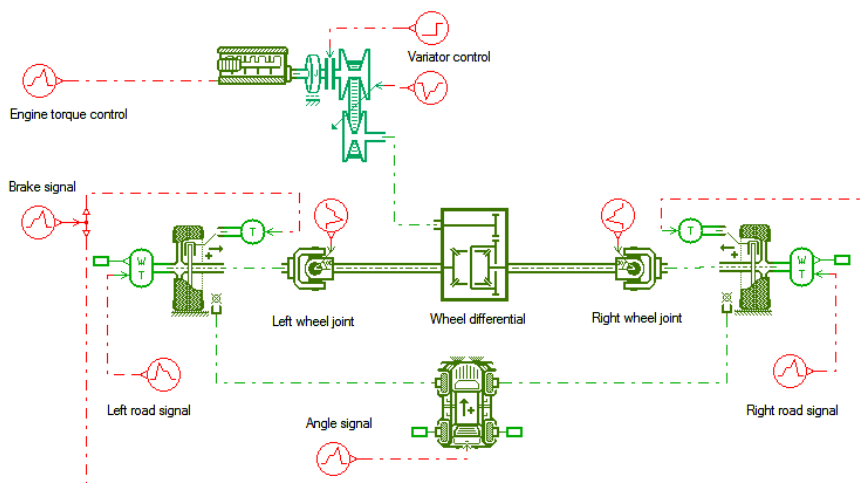 Variator control
Engine torque control
Brake signal
T
T
W
T
W
T
Left wheel joint
Wheel differential
Right wheel joint
Left road signal
Angle signal
Right road signal